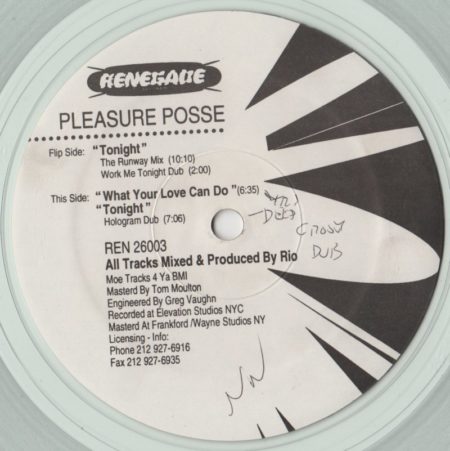 RENEGADE
PLEASURE POSSE
Flip Side: "Tonight"
The Runway Mix (10:10)
Work Me Tonight Dub (2:00)
This Side: "What Your Love Can Do"(6:35)
"Tonight"
Hologram Dub (7:06)
DEEP
GROOVY
DUB
REN 26003
All Tracks Mixed & Produced By Rio
Moe Tracks 4 Ya BMI
Masterd By Tom Moulton
Engineered By Greg Vaughn
Recorded at Elevation Studios NYC
Masterd At Frankford/Wayne Studios NY
Licensing - Info:
Phone 212 927-6916
Fax 212 927-6935